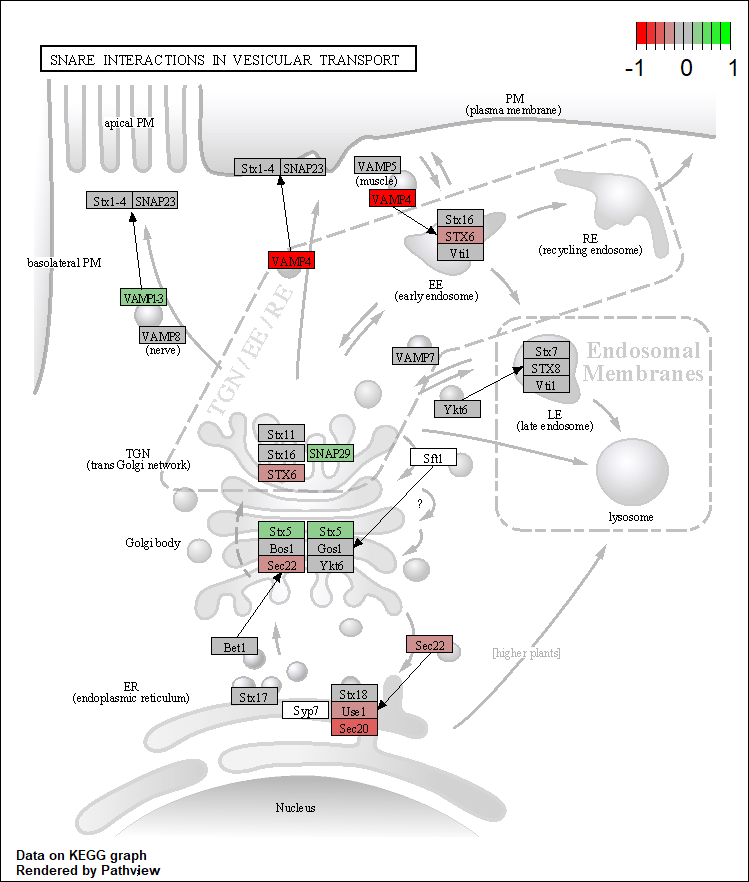 SNARE INTERACTIONS IN VESICULAR TRANSPORT
-1 0 1
PM
(plasma membrane)
apical PM
Stx1-4 SNAP23
VAMP5
(muscle)
VAMP4
Stx1-4 SNAP23
Stx16
STX6
Vti1
RE
(recycling endosome)
basolateral PM
VAMP4
EE
(early endosome)
VAMP1-3
VAMP8
(nerve)
TGN / EE / RE
VAMP7
Stx7
STX8
Vti1
Endosomal
Membranes
Ykt6
LE
(late endosome)
Stx11
Stx16 SNAP29
STX6
TGN
(trans Golgi network)
Sft1
lysosome
?
Golgi body
Stx5 Stx5
Bos1 Gos1
Sec22 Ykt6
Bet1
Sec22
[higher plants]
ER
(endoplasmic reticulum)
Stx17
Syp7
Stx18
Use1
Sec20
Nucleus
Data on KEGG graph
Rendered by Pathview